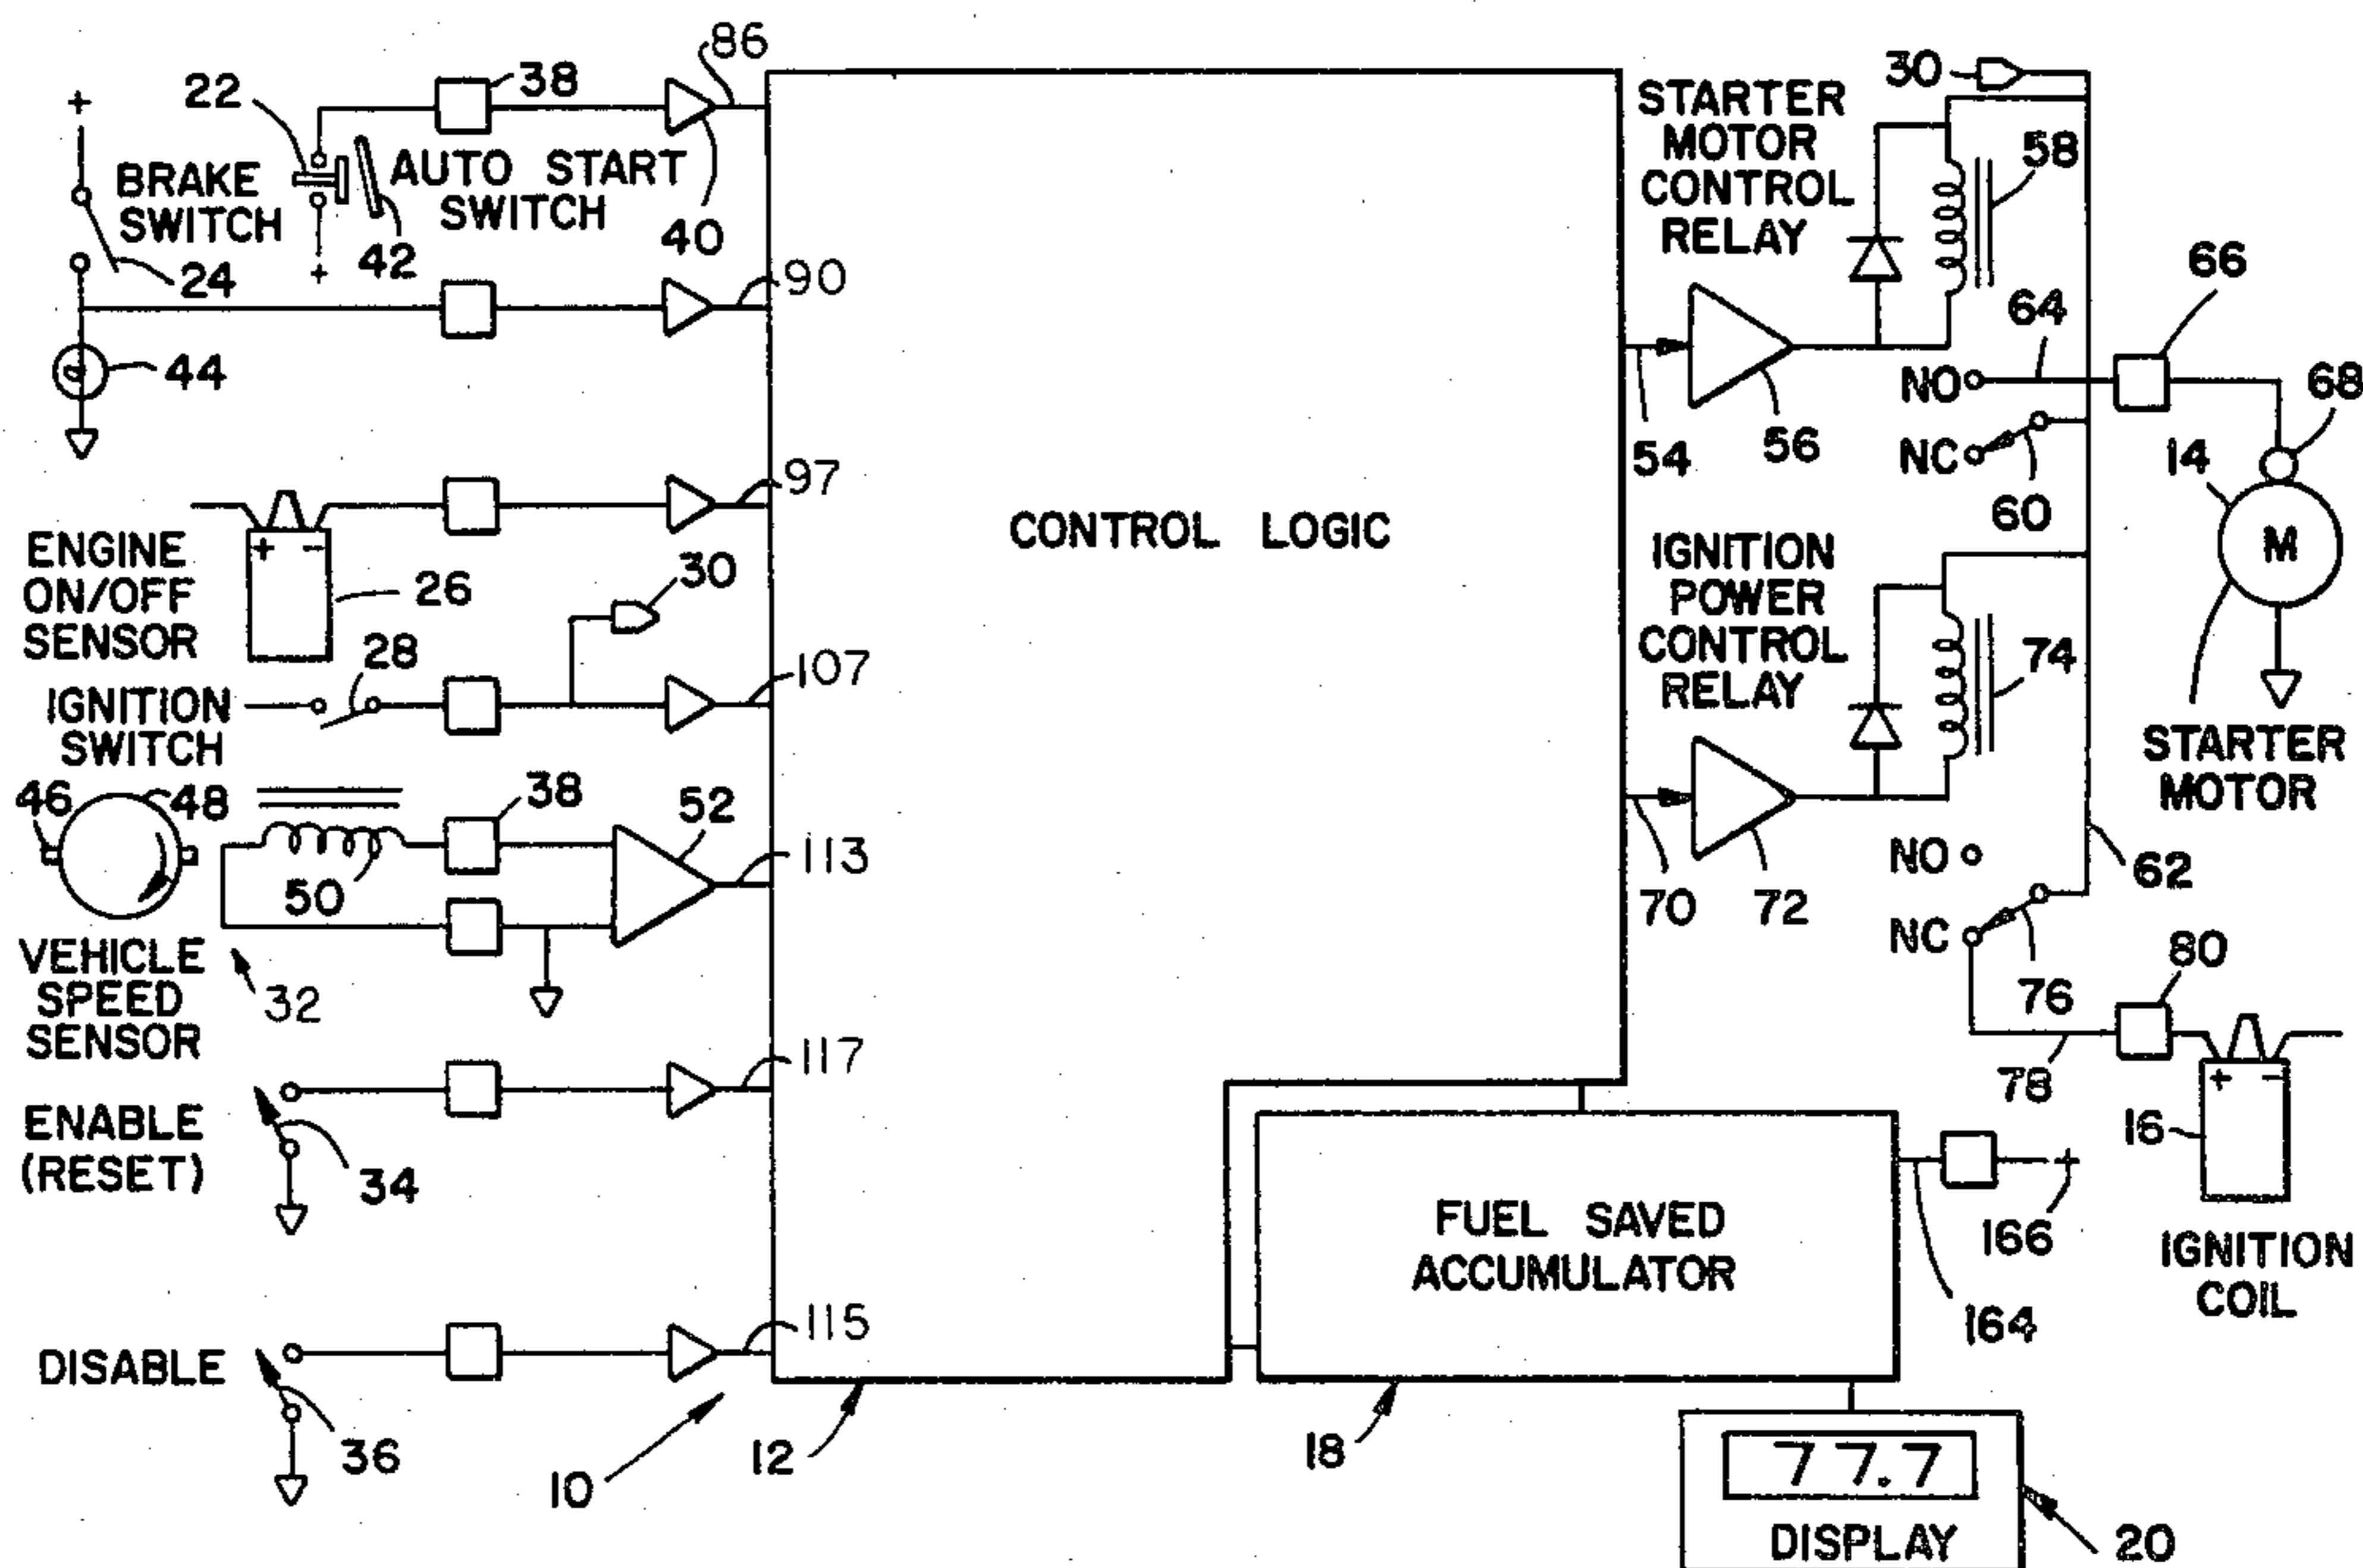 86
38
22
+
BRAKE
SWITCH
AUTO START
SWITCH
40
42
+
24
90
44
97
ENGINE
ON/OFF
SENSOR
+ −
26
30
28
107
IGNITION
SWITCH
46
48
38
52
50
113
VEHICLE
SPEED
SENSOR
32
117
ENABLE
(RESET)
34
115
DISABLE
36
10
12
CONTROL LOGIC
30
STARTER
MOTOR
CONTROL
RELAY
58
66
64
NO
68
54
56
NC
60
14
M
IGNITION
POWER
CONTROL
RELAY
74
STARTER
MOTOR
NO
62
70
72
NC
76
80
78
+ −
16
IGNITION
COIL
FUEL SAVED
ACCUMULATOR
+
166
164
18
77.7
DISPLAY
20